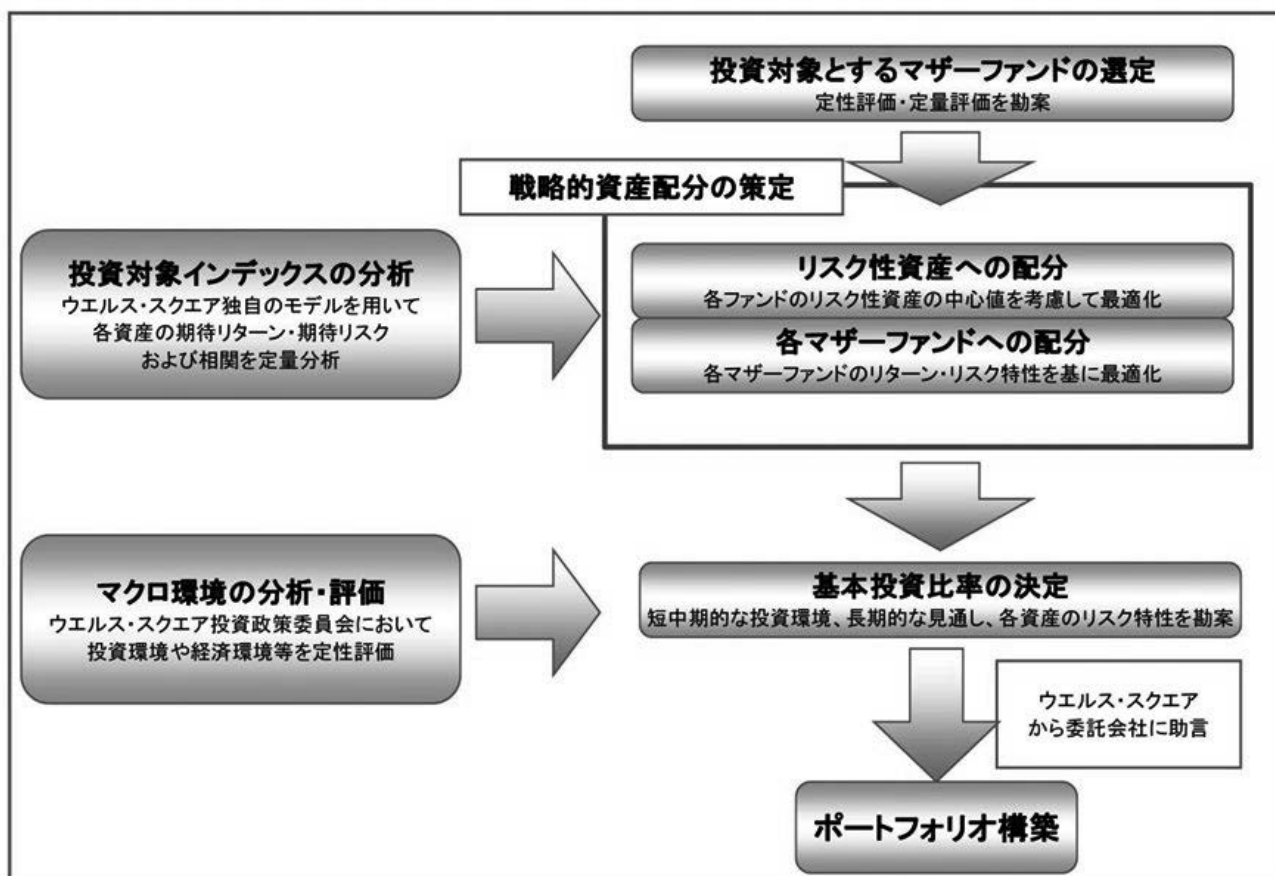 投資対象とするマザーファンドの選定
定性評価・定量評価を勘案
戦略的資産配分の策定
投資対象インデックスの分析
ウエルス・スクエア独自のモデルを用いて
各資産の期待リターン・期待リスク
および相関を定量分析
リスク性資産への配分
各ファンドのリスク性資産の中心値を考慮して最適化
各マザーファンドへの配分
各マザーファンドのリターン・リスク特性を基に最適化
マクロ環境の分析・評価
ウエルス・スクエア投資政策委員会において
投資環境や経済環境等を定性評価
基本投資比率の決定
短中期的な投資環境、長期的な見通し、各資産のリスク特性を勘案
ウエルス・スクエア
から委託会社に助言
ポートフォリオ構築